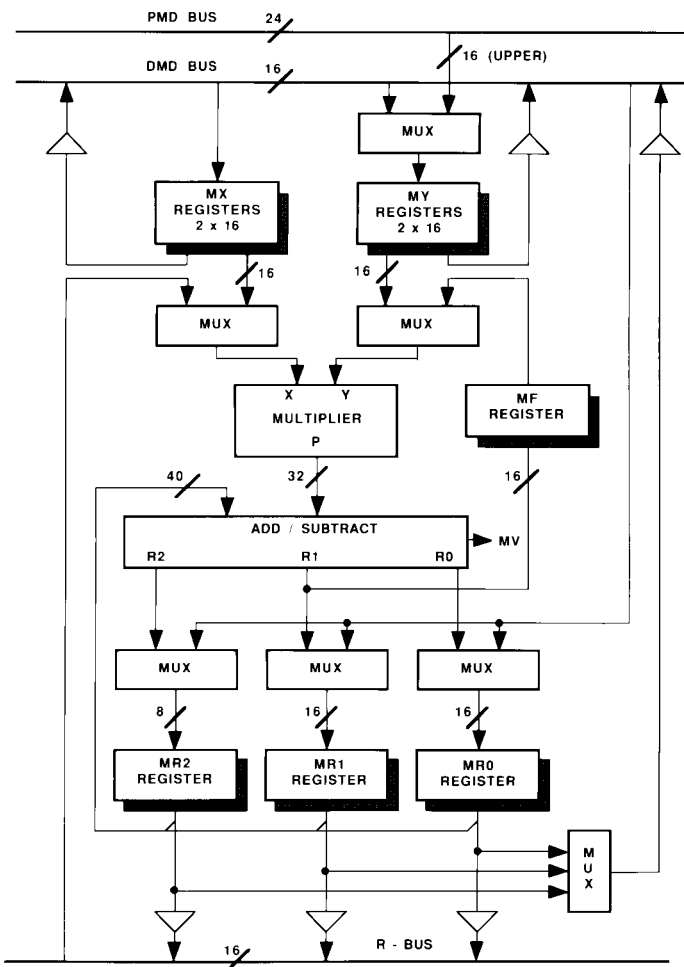 PMD BUS
24
16 (UPPER)
DMD BUS
16
MUX
MX
REGISTERS
2 x 16
MY
REGISTERS
2 x 16
16
16
MUX
MUX
X Y
MULTIPLIER
P
MF
REGISTER
40
32
16
ADD / SUBTRACT
R2 R1 R0
MV
MUX
MUX
MUX
8
16
16
MR2
REGISTER
MR1
REGISTER
MR0
REGISTER
MUX
R - BUS
16